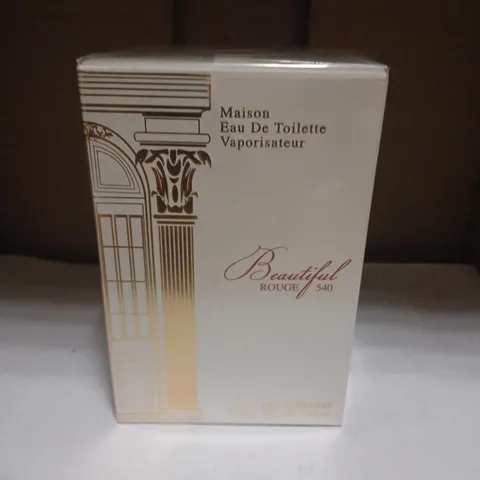 Maison
Eau De Toilette
Vaporisateur
Beautiful
ROUGE 540